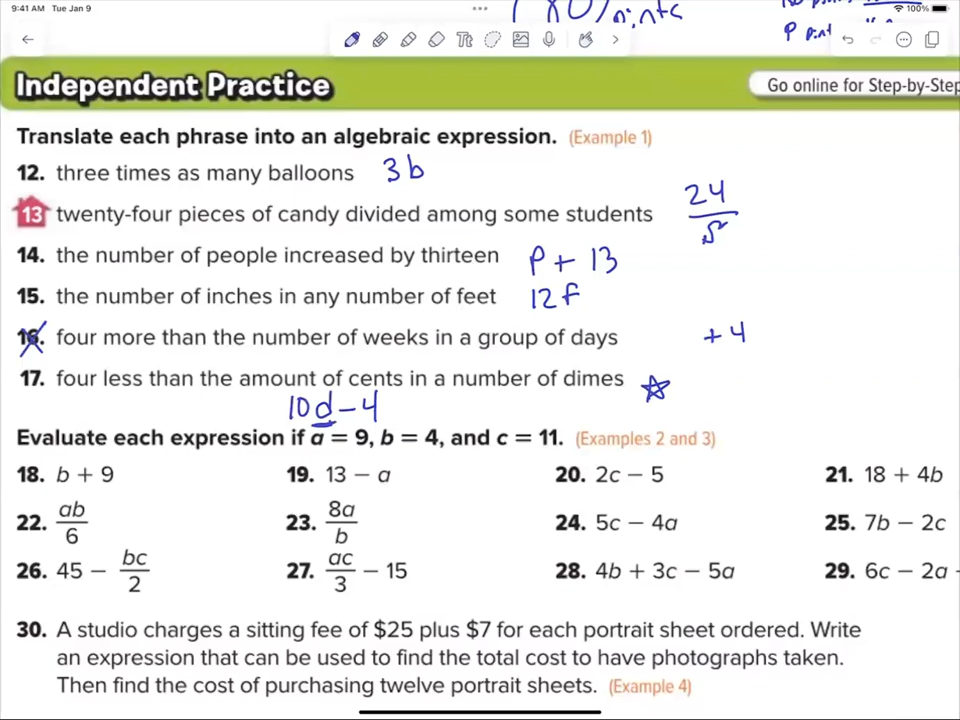 9:41 AM Tue Jan 9
100%
Independent Practice
Go online for Step-by-Step
Translate each phrase into an algebraic expression. (Example 1)
12. three times as many balloons 3b
13 twenty-four pieces of candy divided among some students 24
14. the number of people increased by thirteen p + 13
15. the number of inches in any number of feet 12f
16. four more than the number of weeks in a group of days + 4
17. four less than the amount of cents in a number of dimes
10d - 4
Evaluate each expression if a = 9, b = 4, and c = 11. (Examples 2 and 3)
18. b + 9 19. 13 − a 20. 2c − 5 21. 18 + 4b
22. ab/6 23. 8a/b 24. 5c − 4a 25. 7b − 2c
26. 45 − bc/2 27. ac/3 − 15 28. 4b + 3c − 5a 29. 6c − 2a
30. A studio charges a sitting fee of $25 plus $7 for each portrait sheet ordered. Write
an expression that can be used to find the total cost to have photographs taken.
Then find the cost of purchasing twelve portrait sheets. (Example 4)